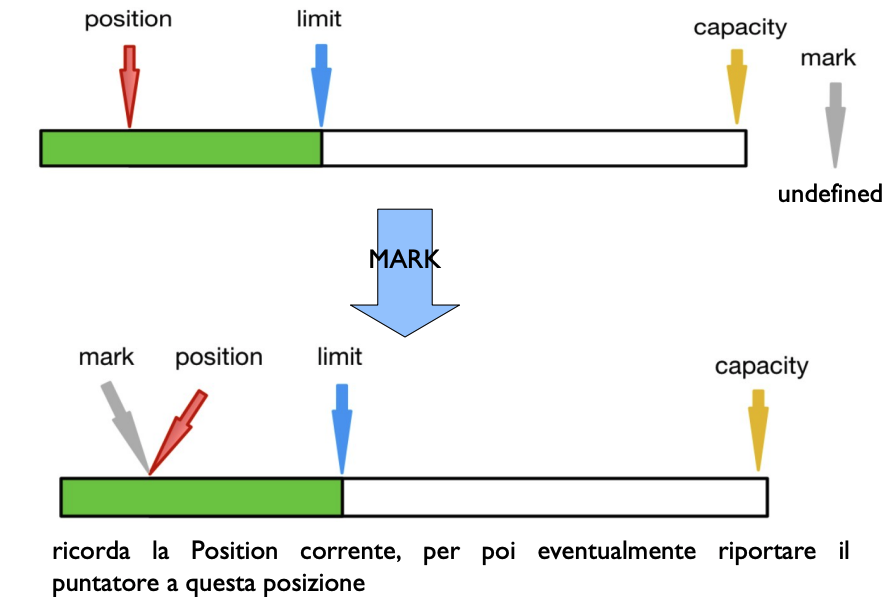 position
limit
capacity
mark
undefined
MARK
mark
position
limit
capacity
ricorda la Position corrente, per poi eventualmente riportare il
puntatore a questa posizione